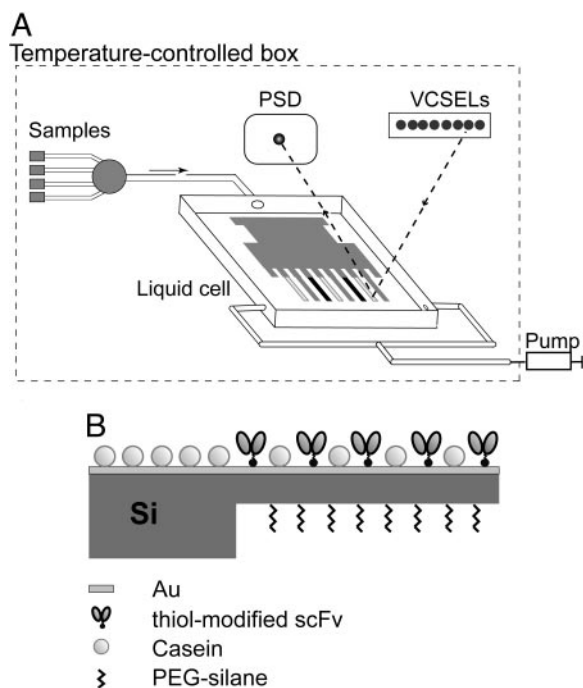 A
Temperature-controlled box
PSD
VCSELs
Samples
Liquid cell
Pump
B
Si
Au
thiol-modified scFv
Casein
PEG-silane